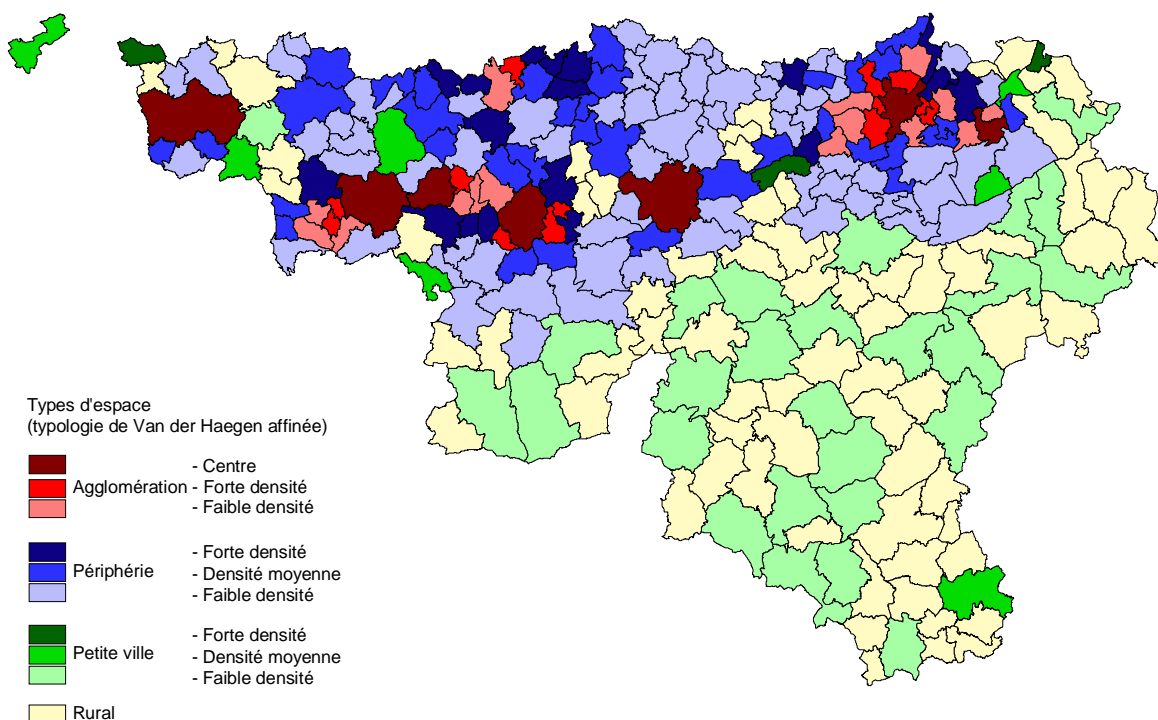 Types d'espace
(typologie de Van der Haegen affinée)
- Centre
Agglomération - Forte densité
- Faible densité
- Forte densité
Périphérie - Densité moyenne
- Faible densité
- Forte densité
Petite ville - Densité moyenne
- Faible densité
Rural